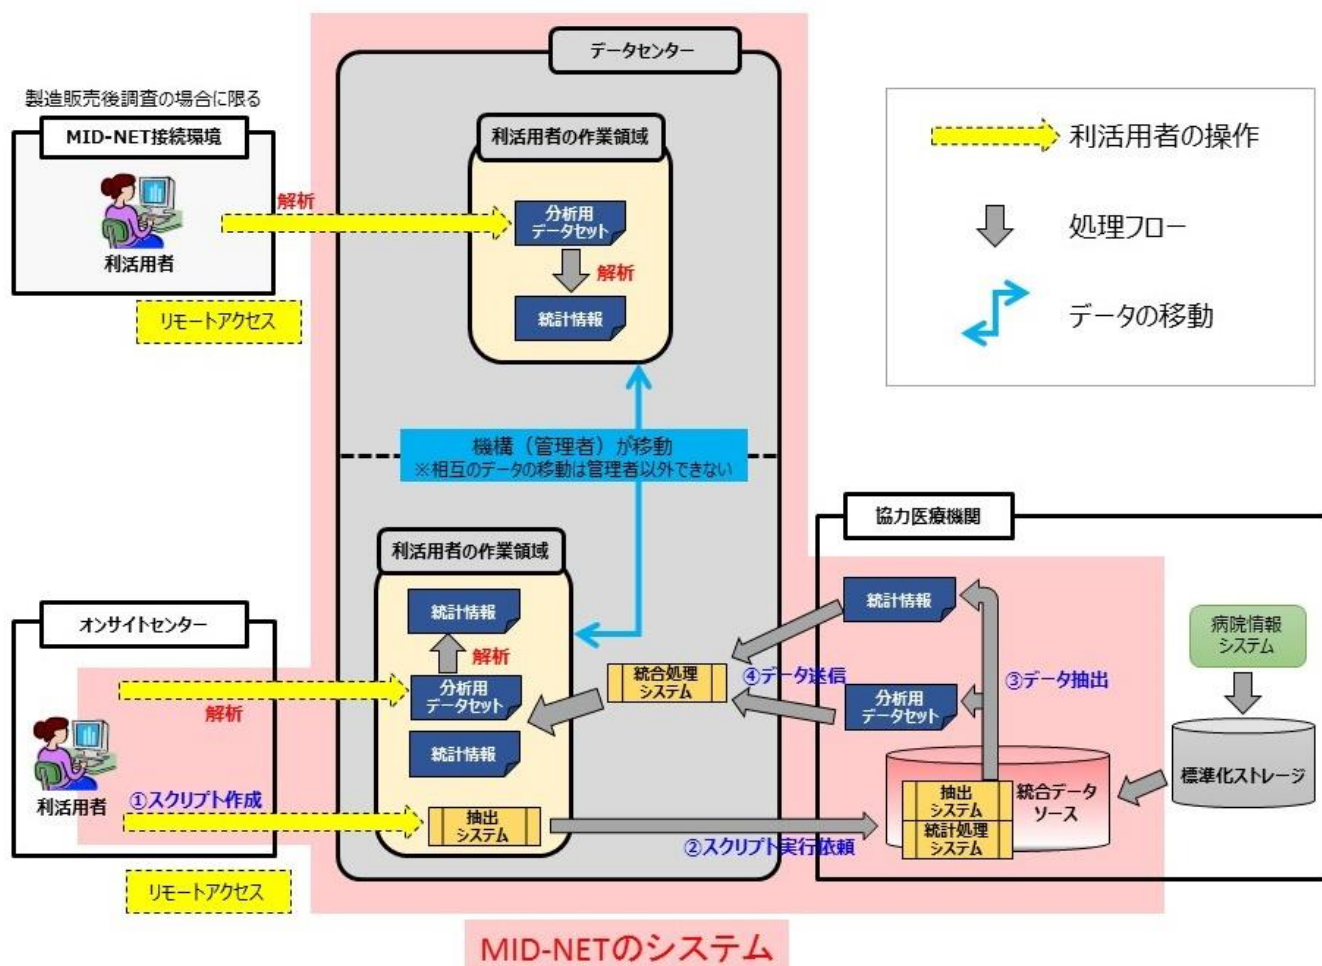 データセンター
製造販売後調査の場合に限る
MID-NET接続環境
利活用者
解析
リモートアクセス
利活用者の作業領域
分析用
データセット
解析
統計情報
利活用者の操作
処理フロー
データの移動
機構（管理者）が移動
※相互のデータの移動は管理者以外できない
協力医療機関
利活用者の作業領域
統計情報
解析
分析用
データセット
統計情報
抽出
システム
オンサイトセンター
解析
利活用者
①スクリプト作成
リモートアクセス
統合処理
システム
④データ送信
統計情報
分析用
データセット
③データ抽出
病院情報
システム
標準化ストレージ
統合データ
ソース
抽出
システム
統計処理
システム
②スクリプト実行依頼
MID-NETのシステム